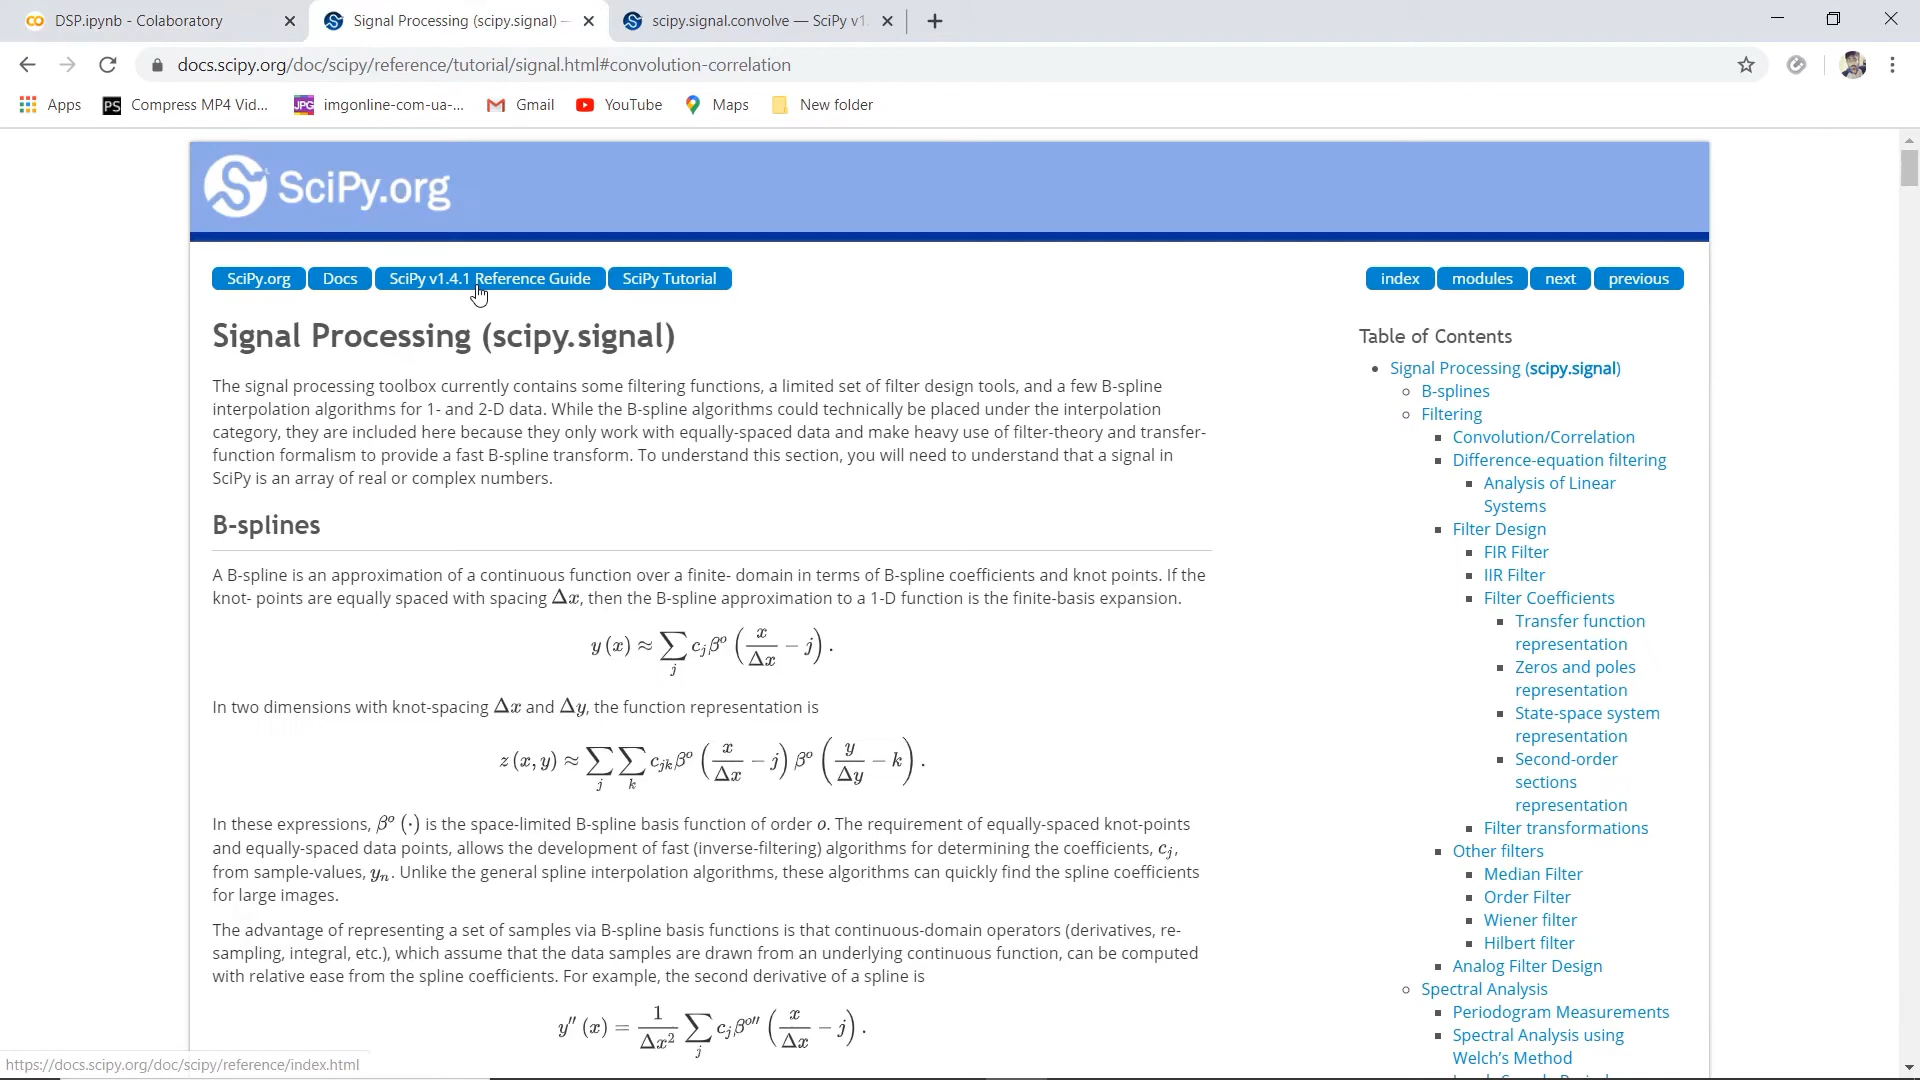 DSP.ipynb - Colaboratory
Signal Processing (scipy.signal) —
scipy.signal.convolve — SciPy v1.
docs.scipy.org/doc/scipy/reference/tutorial/signal.html#convolution-correlation
Apps
PS Compress MP4 Vid...
JPG imgonline-com-ua-...
Gmail
YouTube
Maps
New folder
SciPy.org
SciPy.org Docs SciPy v1.4.1 Reference Guide SciPy Tutorial
index modules next previous
Signal Processing (scipy.signal)
The signal processing toolbox currently contains some filtering functions, a limited set of filter design tools, and a few B-spline
interpolation algorithms for 1- and 2-D data. While the B-spline algorithms could technically be placed under the interpolation
category, they are included here because they only work with equally-spaced data and make heavy use of filter-theory and transfer-
function formalism to provide a fast B-spline transform. To understand this section, you will need to understand that a signal in
SciPy is an array of real or complex numbers.
B-splines
A B-spline is an approximation of a continuous function over a finite- domain in terms of B-spline coefficients and knot points. If the
knot- points are equally spaced with spacing Δx, then the B-spline approximation to a 1-D function is the finite-basis expansion.
y (x) ≈ ∑_j c_j β^o (x/Δx − j) .
In two dimensions with knot-spacing Δx and Δy, the function representation is
z (x, y) ≈ ∑_j ∑_k c_jk β^o (x/Δx − j) β^o (y/Δy − k) .
In these expressions, β^o (·) is the space-limited B-spline basis function of order o. The requirement of equally-spaced knot-points
and equally-spaced data points, allows the development of fast (inverse-filtering) algorithms for determining the coefficients, c_j,
from sample-values, y_n. Unlike the general spline interpolation algorithms, these algorithms can quickly find the spline coefficients
for large images.
The advantage of representing a set of samples via B-spline basis functions is that continuous-domain operators (derivatives, re-
sampling, integral, etc.), which assume that the data samples are drawn from an underlying continuous function, can be computed
with relative ease from the spline coefficients. For example, the second derivative of a spline is
y″ (x) = 1/Δx² ∑_j c_j β^o″ (x/Δx − j) .
Table of Contents
Signal Processing (scipy.signal)
B-splines
Filtering
Convolution/Correlation
Difference-equation filtering
Analysis of Linear
Systems
Filter Design
FIR Filter
IIR Filter
Filter Coefficients
Transfer function
representation
Zeros and poles
representation
State-space system
representation
Second-order
sections
representation
Filter transformations
Other filters
Median Filter
Order Filter
Wiener filter
Hilbert filter
Analog Filter Design
Spectral Analysis
Periodogram Measurements
Spectral Analysis using
Welch's Method
https://docs.scipy.org/doc/scipy/reference/index.html